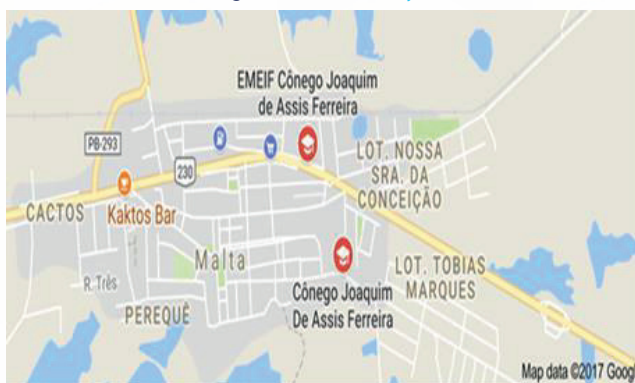 EMEIF Cônego Joaquim
de Assis Ferreira
PB-293
230
LOT. NOSSA
SRA. DA
CONCEIÇÃO
CACTOS
Kaktos Bar
Malta
R. Três
PEREQUÊ
LOT. TOBIAS
MARQUES
Cônego Joaquim
De Assis Ferreira
Map data ©2017 Goog